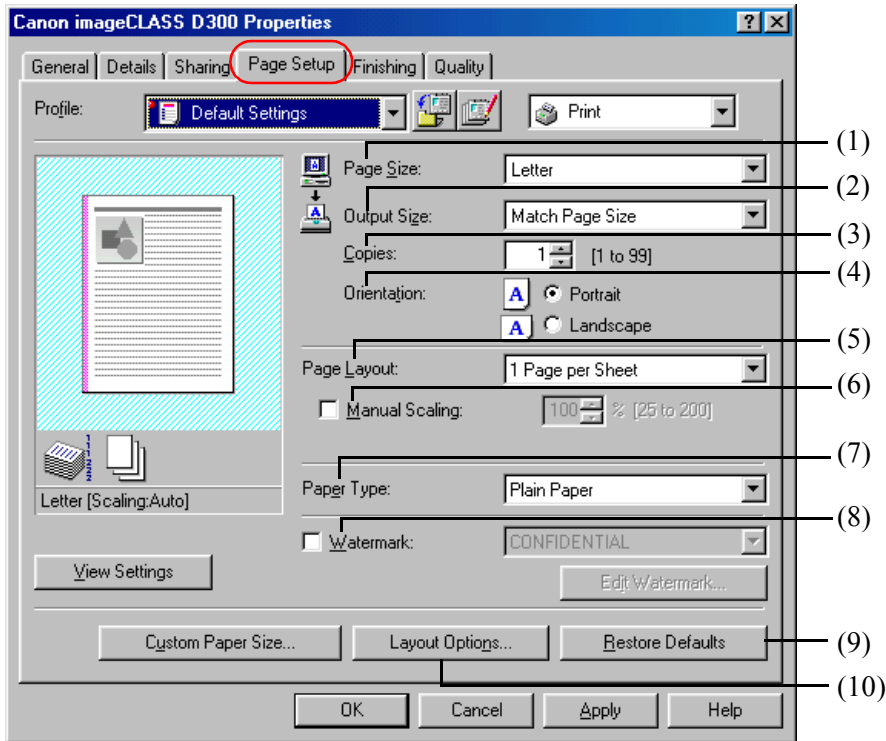 Canon imageCLASS D300 Properties
General Details Sharing Page Setup Finishing Quality
Profile: Default Settings Print
(1)
Page Size: Letter
(2)
Output Size: Match Page Size
(3)
Copies: 1 [1 to 99]
(4)
Orientation: A Portrait
A Landscape
(5)
Page Layout: 1 Page per Sheet
(6)
Manual Scaling: 100 % [25 to 200]
(7)
Letter [Scaling:Auto]
Paper Type: Plain Paper
(8)
Watermark: CONFIDENTIAL
View Settings
Edit Watermark...
Custom Paper Size... Layout Options... Restore Defaults
(9)
(10)
OK Cancel Apply Help